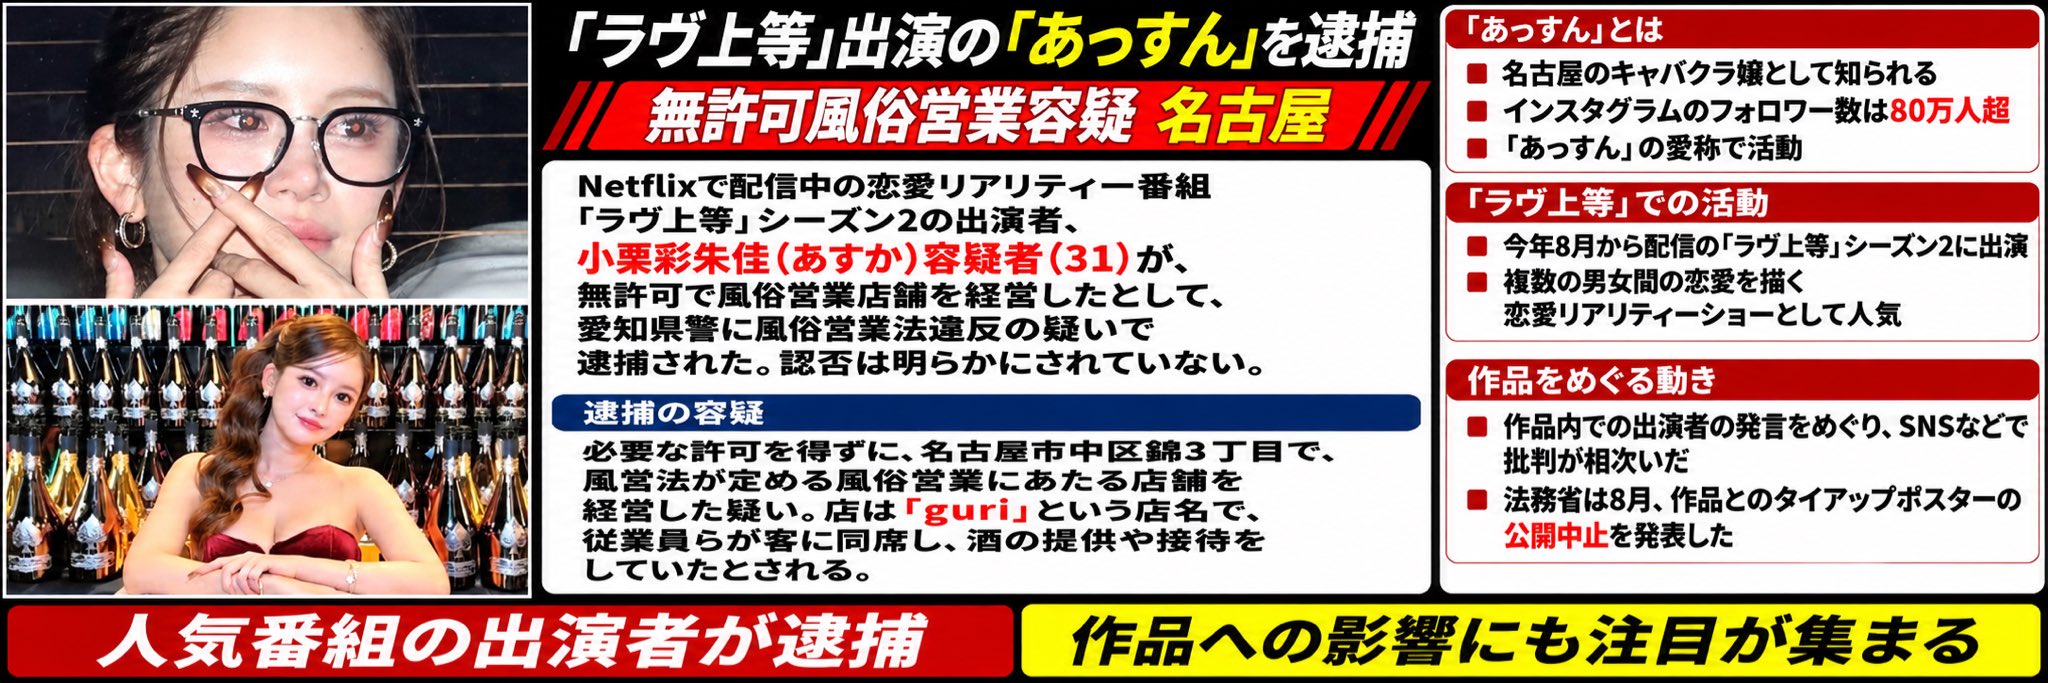 「ラヴ上等」出演の「あっすん」を逮捕
無許可風俗営業容疑 名古屋
Netflixで配信中の恋愛リアリティー番組
「ラヴ上等」シーズン2の出演者、
小栗彩朱佳(あすか)容疑者(31)が、
無許可で風俗営業店舗を経営したとして、
愛知県警に風俗営業法違反の疑いで
逮捕された。認否は明らかにされていない。
逮捕の容疑
必要な許可を得ずに、名古屋市中区錦3丁目で、
風営法が定める風俗営業にあたる店舗を
経営した疑い。店は「guri」という店名で、
従業員らが客に同席し、酒の提供や接待を
していたとされる。
「あっすん」とは
■ 名古屋のキャバクラ嬢として知られる
■ インスタグラムのフォロワー数は80万人超
■ 「あっすん」の愛称で活動
「ラヴ上等」での活動
■ 今年8月から配信の「ラヴ上等」シーズン2に出演
■ 複数の男女間の恋愛を描く
恋愛リアリティーショーとして人気
作品をめぐる動き
■ 作品内での出演者の発言をめぐり、SNSなどで
批判が相次いだ
■ 法務省は8月、作品とのタイアップポスターの
公開中止を発表した
人気番組の出演者が逮捕
作品への影響にも注目が集まる